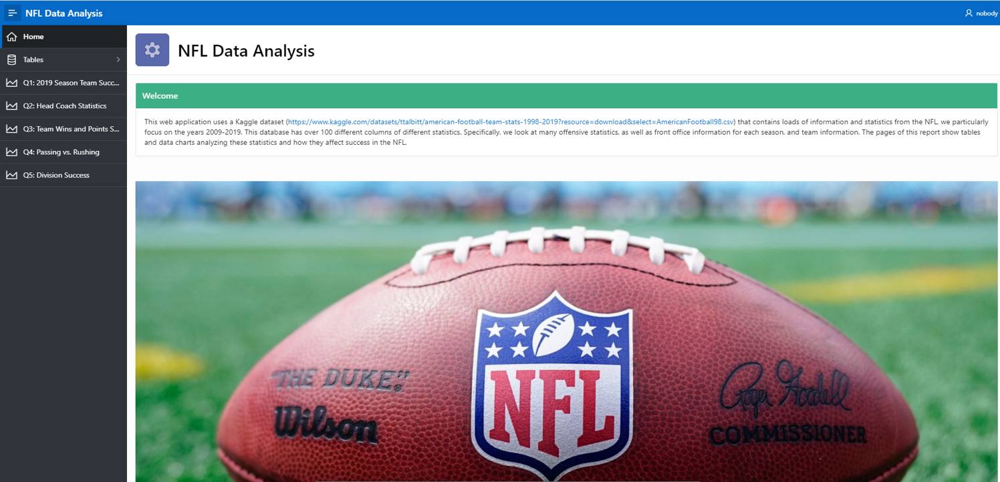 NFL Data Analysis
nobody
Home
Tables
Q1: 2019 Season Team Succ...
Q2: Head Coach Statistics
Q3: Team Wins and Points S...
Q4: Passing vs. Rushing
Q5: Division Success
NFL Data Analysis
Welcome
This web application uses a Kaggle dataset (https://www.kaggle.com/datasets/ttalbitt/american-football-team-stats-1998-2019?resource=download&select=AmericanFootball98.csv) that contains loads of information and statistics from the NFL, we particularly
focus on the years 2009-2019. This database has over 100 different columns of different statistics. Specifically, we look at many offensive statistics, as well as front office information for each season, and team information. The pages of this report show tables
and data charts analyzing these statistics and how they affect success in the NFL.
"THE DUKE"®
Wilson
NFL
Roger Goodell
COMMISSIONER